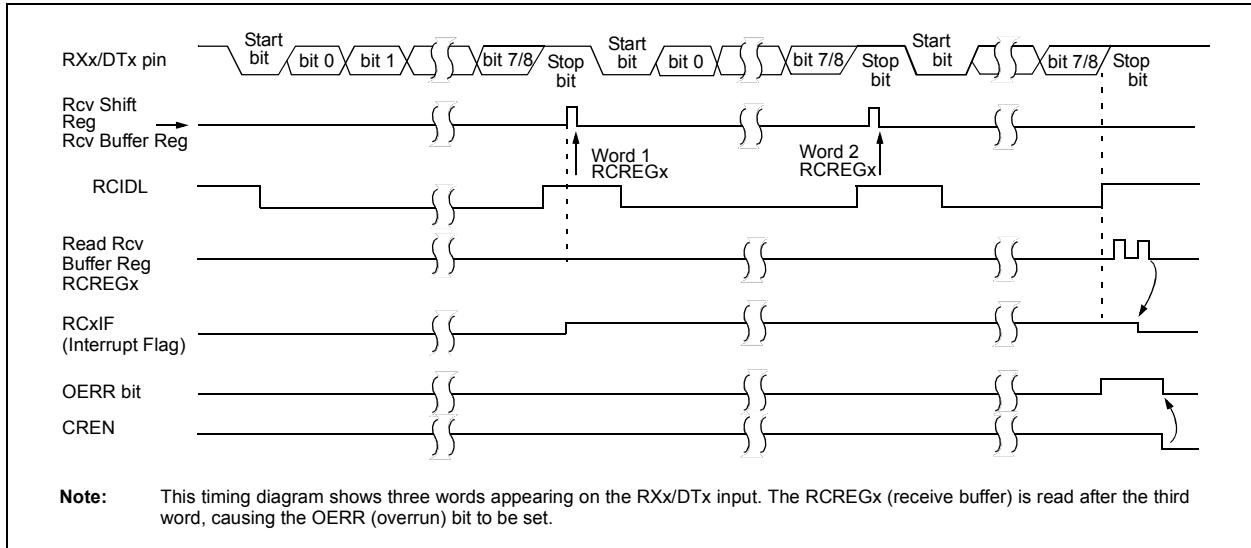 Start bit
bit 0
bit 1
bit 7/8
Stop bit
Start bit
bit 0
bit 7/8
Stop bit
Start bit
bit 7/8
Stop bit
RXx/DTx pin
Rcv Shift
Reg
Rcv Buffer Reg
Word 1
RCREGx
Word 2
RCREGx
RCIDL
Read Rcv
Buffer Reg
RCREGx
RCxIF
(Interrupt Flag)
OERR bit
CREN
Note: This timing diagram shows three words appearing on the RXx/DTx input. The RCREGx (receive buffer) is read after the third
word, causing the OERR (overrun) bit to be set.